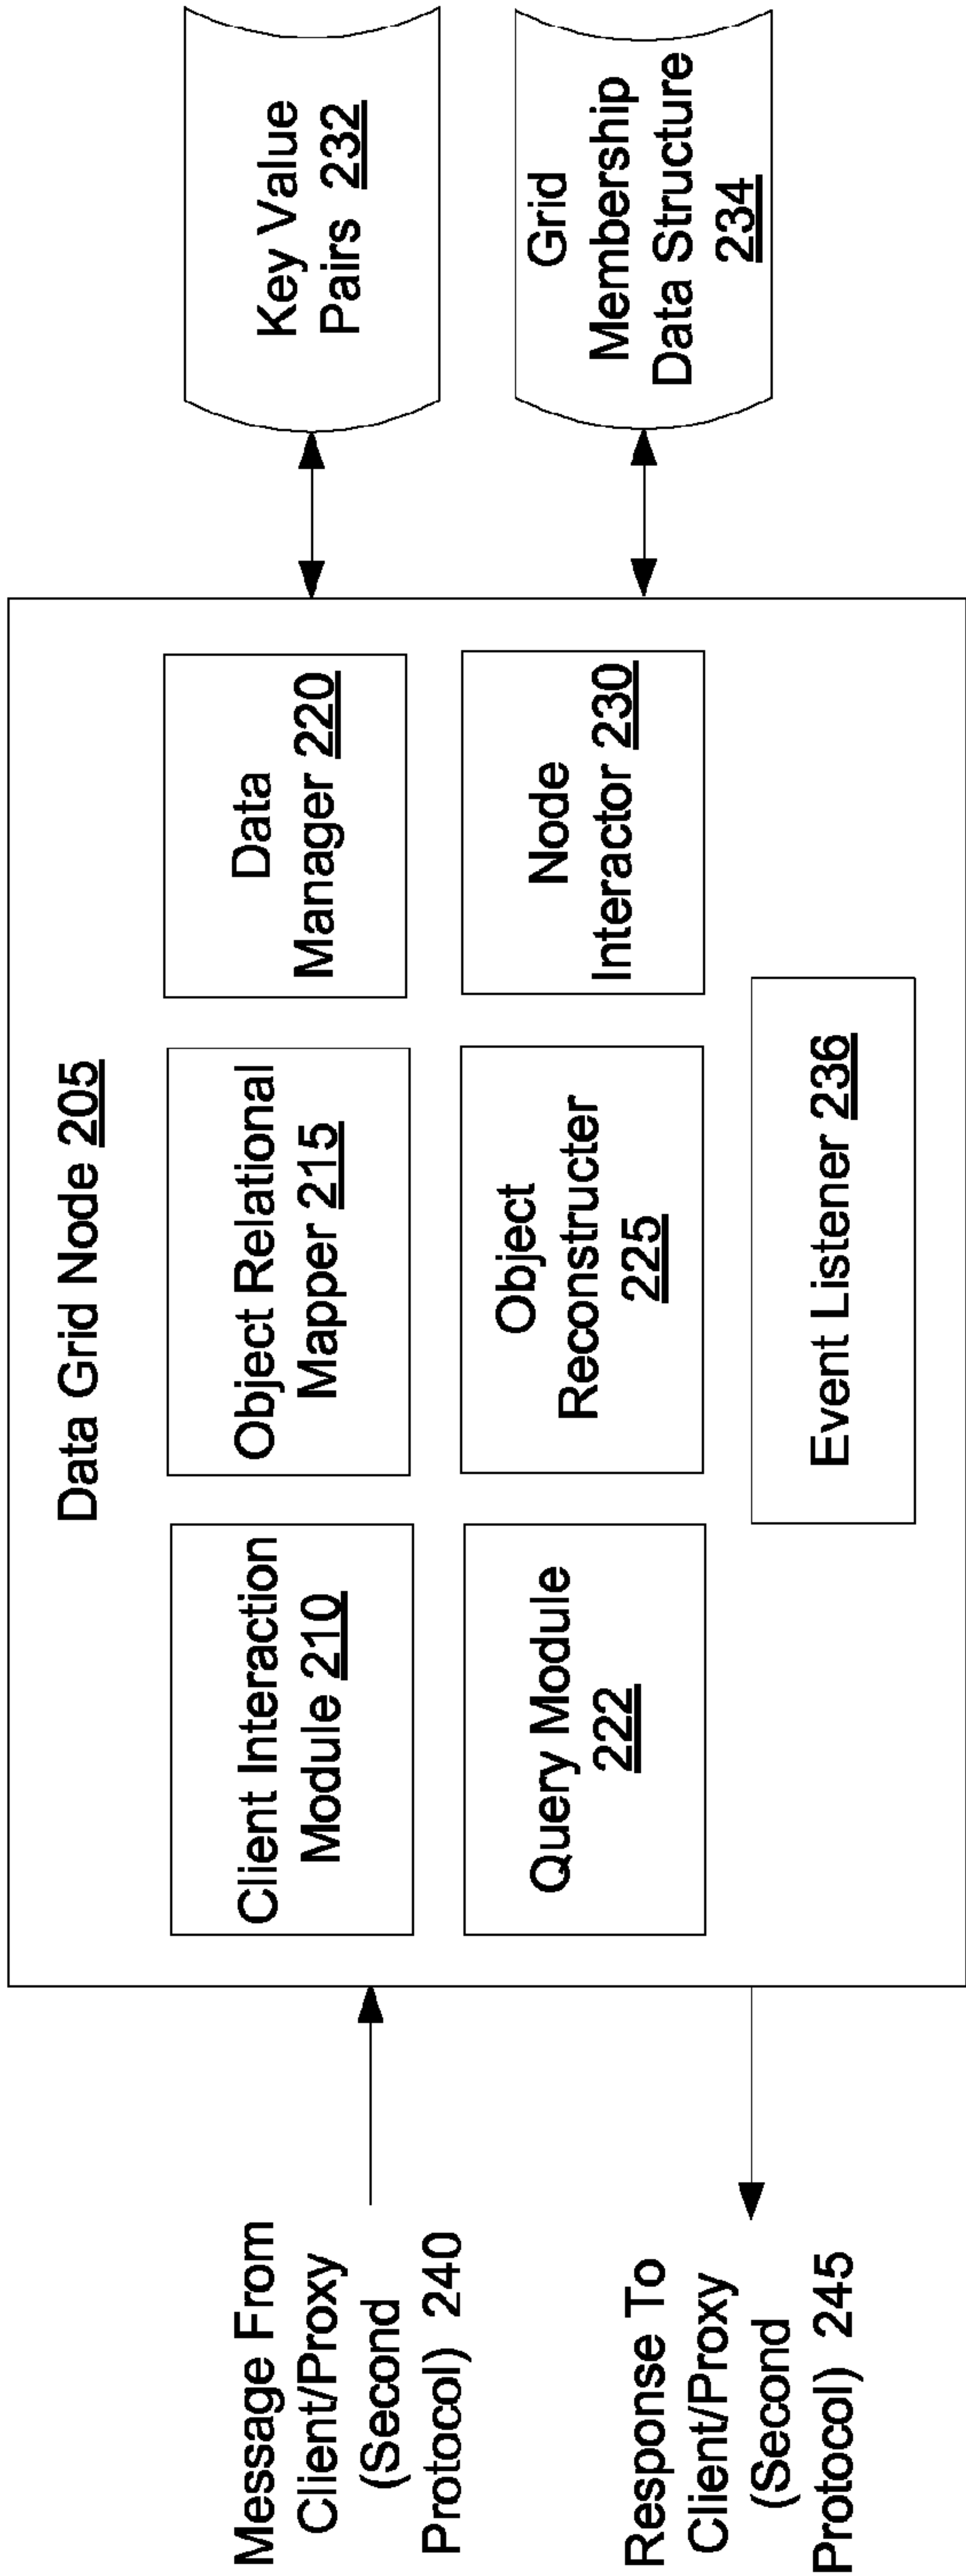 Data Grid Node 205
Client Interaction
Module 210
Object Relational
Mapper 215
Data
Manager 220
Query Module
222
Object
Reconstructer
225
Node
Interactor 230
Event Listener 236
Key Value
Pairs 232
Grid
Membership
Data Structure
234
Message From
Client/Proxy
(Second
Protocol) 240
Response To
Client/Proxy
(Second
Protocol) 245